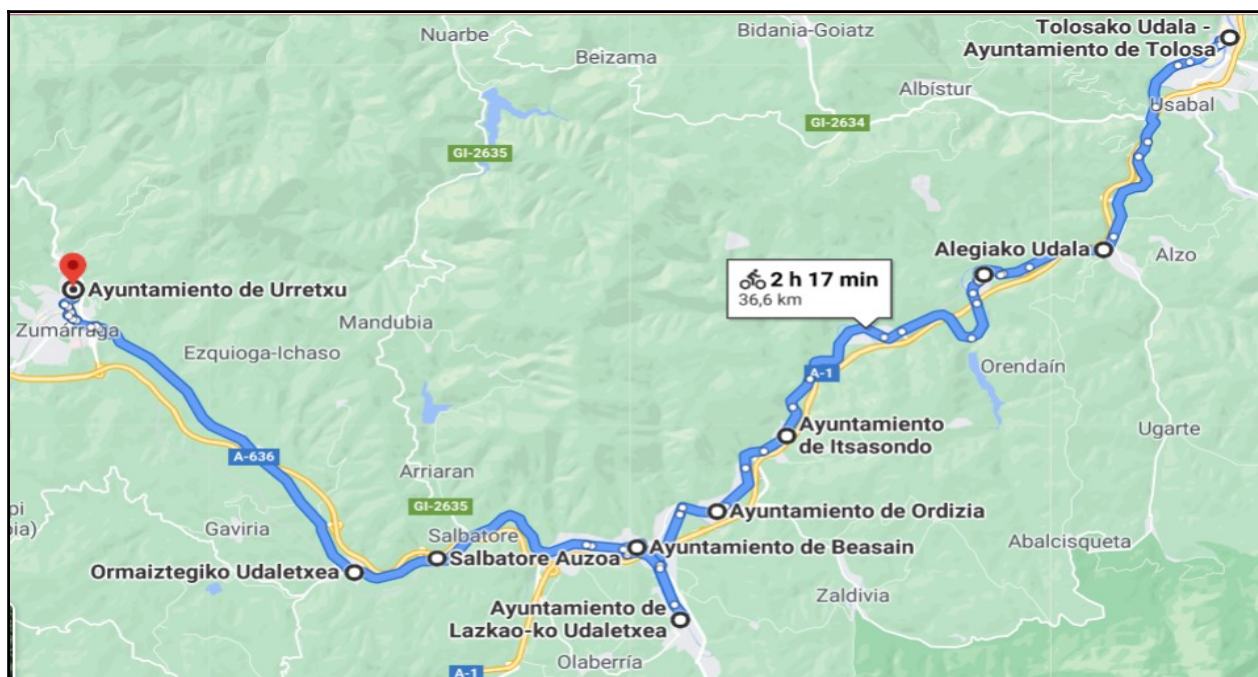 Nuarbe
Bidania-Goiatz
Tolosako Udala -
Ayuntamiento de Tolosa
Beizama
Albístur
Usabal
GI-2634
GI-2635
Alegiako Udala
Alzo
2 h 17 min
36,6 km
Ayuntamiento de Urretxu
Zumárraga
Mandubia
Ezquioga-Ichaso
Orendaín
A-1
Ayuntamiento
de Itsasondo
Ugarte
A-636
Arriaran
GI-2635
Ayuntamiento de Ordizia
Gaviria
Salbatore
Abalcisqueta
Ayuntamiento de Beasain
Salbatore Auzoa
Ormaiztegiko Udaletxea
Zaldivia
Ayuntamiento de
Lazkao-ko Udaletxea
Olaberría
A-1